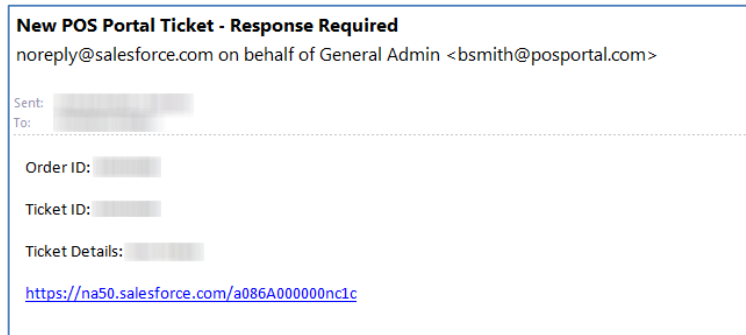 New POS Portal Ticket - Response Required
noreply@salesforce.com on behalf of General Admin <bsmith@posportal.com>
Sent:
To:
Order ID:
Ticket ID:
Ticket Details:
https://na50.salesforce.com/a086A000000nc1c